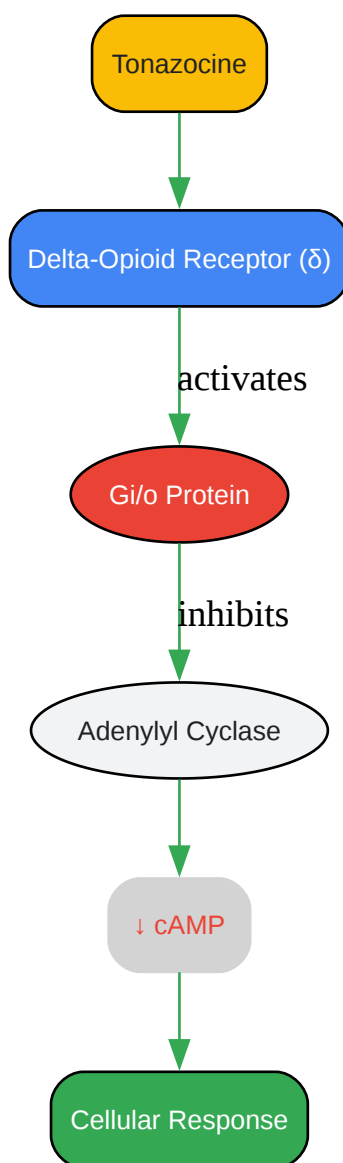 Tonazocine
Delta-Opioid Receptor (δ)
activates
Gi/o Protein
inhibits
Adenylyl Cyclase
↓ cAMP
Cellular Response